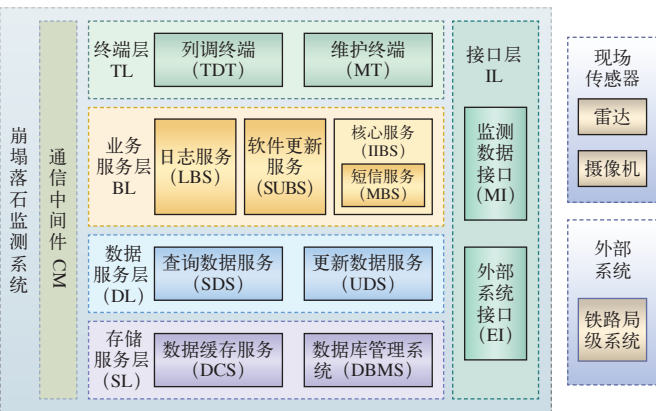 崩塌落石监测系统
通信中间件 CM
终端层
TL
列调终端
(TDT)
维护终端
(MT)
业务
服务层
BL
日志服务
(LBS)
软件更新
服务
(SUBS)
核心服务
(IIBS)
短信服务
(MBS)
数据
服务层
(DL)
查询数据服务
(SDS)
更新数据服务
(UDS)
存储
服务层
(SL)
数据缓存服务
(DCS)
数据库管理系
统 (DBMS)
接口层
IL
监测
数据
接口
(MI)
外部
系统
接口
(EI)
现场
传感器
雷达
摄像机
外部
系统
铁路局
级系统